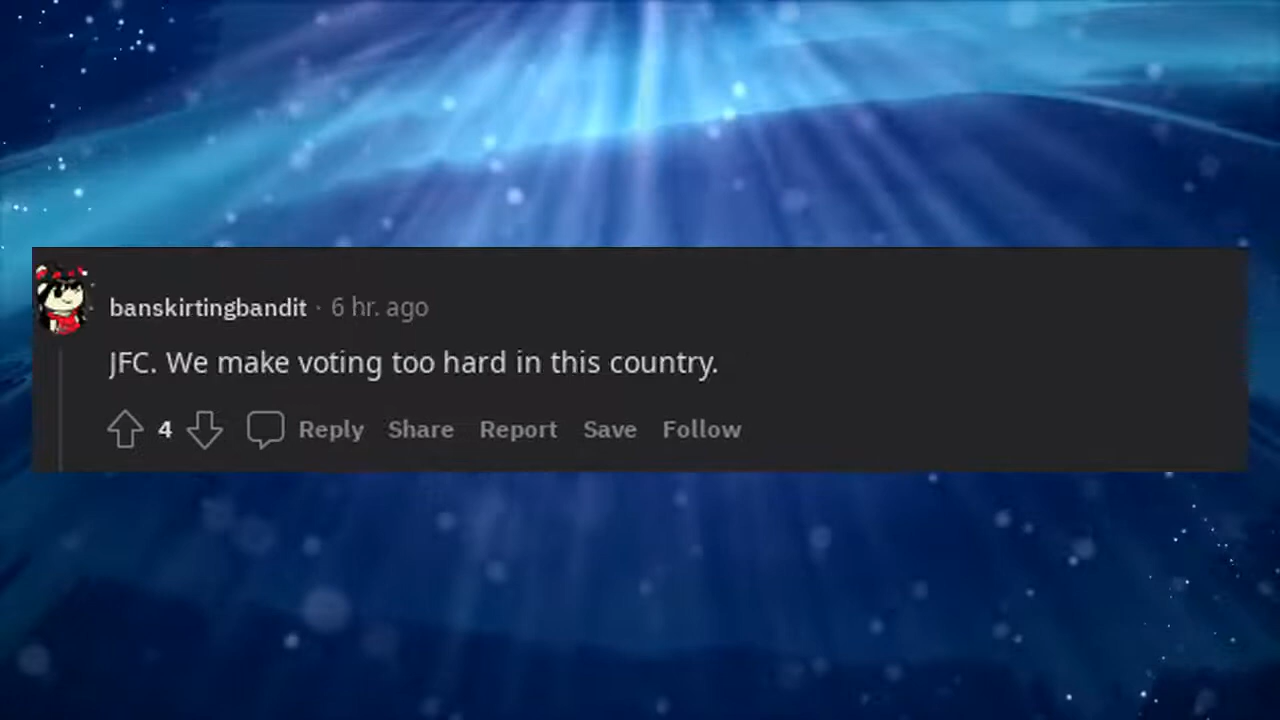 banskirtingbandit · 6 hr. ago
JFC. We make voting too hard in this country.
4 Reply Share Report Save Follow